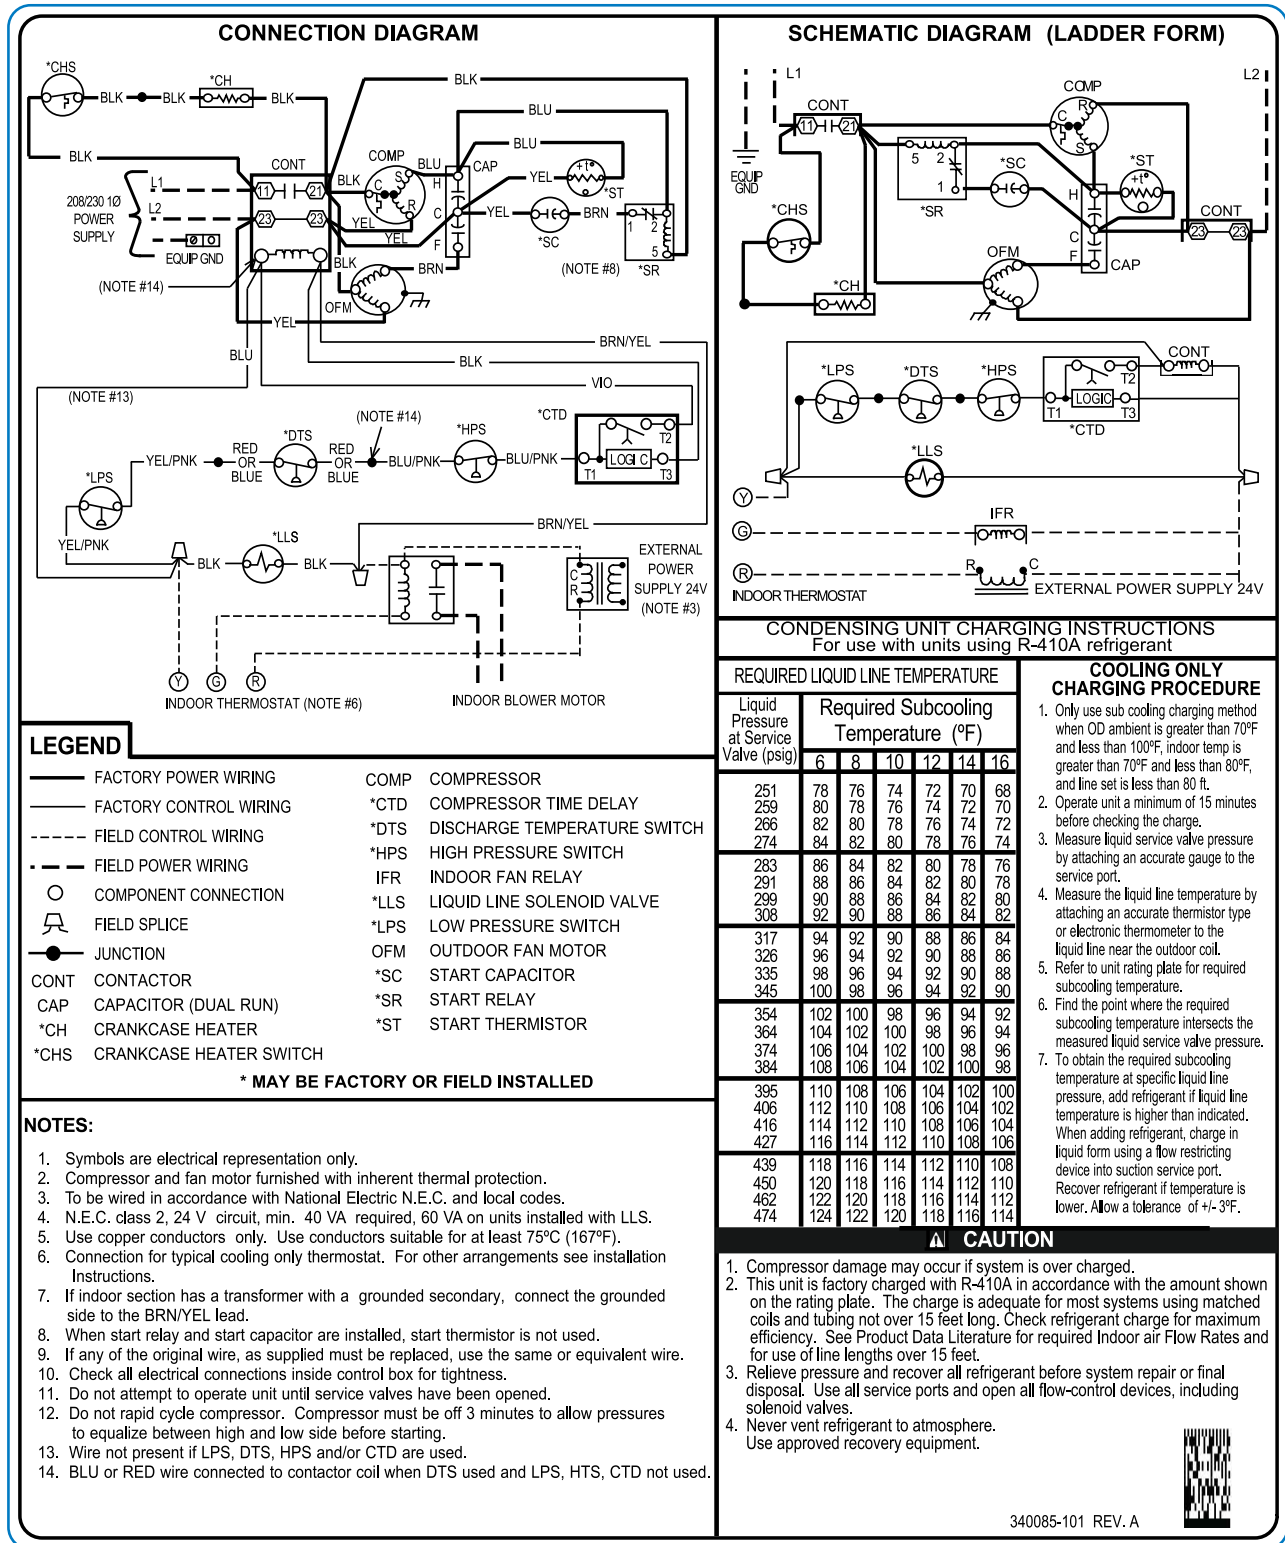 CONNECTION DIAGRAM
*CHS
*CH
BLK
BLK
BLK
BLK
BLU
BLU
BLK
CONT
COMP
BLU
CAP
+t°
*ST
L1
L2
208/230 1Ø
POWER
SUPPLY
EQUIP GND
11
21
23
23
BLK
C
S
R
H
C
F
YEL
YEL
BRN
*SC
1
2
5
*SR
(NOTE #8)
YEL
YEL
BLK
BRN
OFM
(NOTE #14)
YEL
BLU
BRN/YEL
BLK
VIO
(NOTE #13)
(NOTE #14)
*CTD
*DTS
*HPS
*LPS
YEL/PNK
RED
OR
BLUE
RED
OR
BLUE
BLU/PNK
BLU/PNK
T1
LOGIC
T2
T3
YEL/PNK
BRN/YEL
*LLS
BLK
BLK
C
R
EXTERNAL
POWER
SUPPLY 24V
(NOTE #3)
Y
G
R
INDOOR THERMOSTAT (NOTE #6)
INDOOR BLOWER MOTOR
LEGEND
FACTORY POWER WIRING
FACTORY CONTROL WIRING
FIELD CONTROL WIRING
FIELD POWER WIRING
COMPONENT CONNECTION
FIELD SPLICE
JUNCTION
CONT CONTACTOR
CAP CAPACITOR (DUAL RUN)
*CH CRANKCASE HEATER
*CHS CRANKCASE HEATER SWITCH
COMP COMPRESSOR
*CTD COMPRESSOR TIME DELAY
*DTS DISCHARGE TEMPERATURE SWITCH
*HPS HIGH PRESSURE SWITCH
IFR INDOOR FAN RELAY
*LLS LIQUID LINE SOLENOID VALVE
*LPS LOW PRESSURE SWITCH
OFM OUTDOOR FAN MOTOR
*SC START CAPACITOR
*SR START RELAY
*ST START THERMISTOR
* MAY BE FACTORY OR FIELD INSTALLED
NOTES:
1. Symbols are electrical representation only.
2. Compressor and fan motor furnished with inherent thermal protection.
3. To be wired in accordance with National Electric N.E.C. and local codes.
4. N.E.C. class 2, 24 V circuit, min. 40 VA required, 60 VA on units installed with LLS.
5. Use copper conductors only. Use conductors suitable for at least 75ºC (167ºF).
6. Connection for typical cooling only thermostat. For other arrangements see installation
Instructions.
7. If indoor section has a transformer with a grounded secondary, connect the grounded
side to the BRN/YEL lead.
8. When start relay and start capacitor are installed, start thermistor is not used.
9. If any of the original wire, as supplied must be replaced, use the same or equivalent wire.
10. Check all electrical connections inside control box for tightness.
11. Do not attempt to operate unit until service valves have been opened.
12. Do not rapid cycle compressor. Compressor must be off 3 minutes to allow pressures
to equalize between high and low side before starting.
13. Wire not present if LPS, DTS, HPS and/or CTD are used.
14. BLU or RED wire connected to contactor coil when DTS used and LPS, HTS, CTD not used.
SCHEMATIC DIAGRAM (LADDER FORM)
L1
L2
COMP
CONT
11
21
R
C
S
EQUIP
GND
5
2
1
*SR
*SC
*ST
+t°
H
C
F
CAP
CONT
23
23
*CHS
OFM
*CH
*LPS
*DTS
*HPS
CONT
T1
LOGIC
T2
T3
*CTD
*LLS
Y
G
R
IFR
R
C
INDOOR THERMOSTAT
EXTERNAL POWER SUPPLY 24V
CONDENSING UNIT CHARGING INSTRUCTIONS
For use with units using R-410A refrigerant
REQUIRED LIQUID LINE TEMPERATURE
Liquid
Pressure
at Service
Valve (psig)
Required Subcooling
Temperature (ºF)
6 8 10 12 14 16
251 78 76 74 72 70 68
259 80 78 76 74 72 70
266 82 80 78 76 74 72
274 84 82 80 78 76 74
283 86 84 82 80 78 76
291 88 86 84 82 80 78
299 90 88 86 84 82 80
308 92 90 88 86 84 82
317 94 92 90 88 86 84
326 96 94 92 90 88 86
335 98 96 94 92 90 88
345 100 98 96 94 92 90
354 102 100 98 96 94 92
364 104 102 100 98 96 94
374 106 104 102 100 98 96
384 108 106 104 102 100 98
395 110 108 106 104 102 100
406 112 110 108 106 104 102
416 114 112 110 108 106 104
427 116 114 112 110 108 106
439 118 116 114 112 110 108
450 120 118 116 114 112 110
462 122 120 118 116 114 112
474 124 122 120 118 116 114
COOLING ONLY
CHARGING PROCEDURE
1. Only use sub cooling charging method
when OD ambient is greater than 70ºF
and less than 100ºF, indoor temp is
greater than 70ºF and less than 80ºF,
and line set is less than 80 ft.
2. Operate unit a minimum of 15 minutes
before checking the charge.
3. Measure liquid service valve pressure
by attaching an accurate gauge to the
service port.
4. Measure the liquid line temperature by
attaching an accurate thermistor type
or electronic thermometer to the
liquid line near the outdoor coil.
5. Refer to unit rating plate for required
subcooling temperature.
6. Find the point where the required
subcooling temperature intersects the
measured liquid service valve pressure.
7. To obtain the required subcooling
temperature at specific liquid line
pressure, add refrigerant if liquid line
temperature is higher than indicated.
When adding refrigerant, charge in
liquid form using a flow restricting
device into suction service port.
Recover refrigerant if temperature is
lower. Allow a tolerance of +/- 3ºF.
CAUTION
1. Compressor damage may occur if system is over charged.
2. This unit is factory charged with R-410A in accordance with the amount shown
on the rating plate. The charge is adequate for most systems using matched
coils and tubing not over 15 feet long. Check refrigerant charge for maximum
efficiency. See Product Data Literature for required Indoor air Flow Rates and
for use of line lengths over 15 feet.
3. Relieve pressure and recover all refrigerant before system repair or final
disposal. Use all service ports and open all flow-control devices, including
solenoid valves.
4. Never vent refrigerant to atmosphere.
Use approved recovery equipment.
340085-101 REV. A